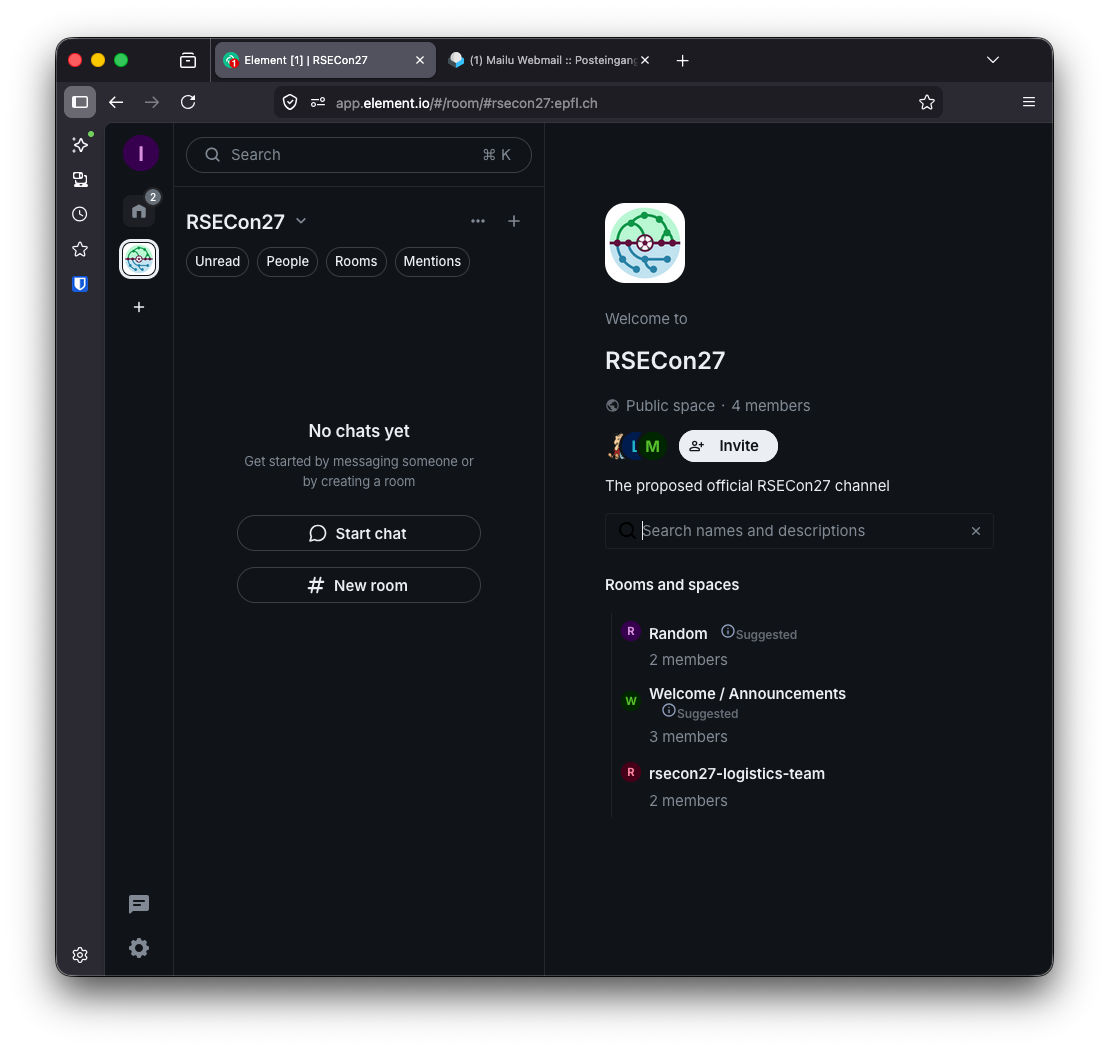 Element [1] | RSECon27
(1) Mailu Webmail :: Posteingang
app.element.io/#/room/#rsecon27:epfl.ch
I
2
Search
⌘ K
RSECon27
Unread
People
Rooms
Mentions
No chats yet
Get started by messaging someone or
by creating a room
Start chat
New room
Welcome to
RSECon27
Public space · 4 members
L
M
Invite
The proposed official RSECon27 channel
Search names and descriptions
Rooms and spaces
R
Random
Suggested
2 members
W
Welcome / Announcements
Suggested
3 members
R
rsecon27-logistics-team
2 members